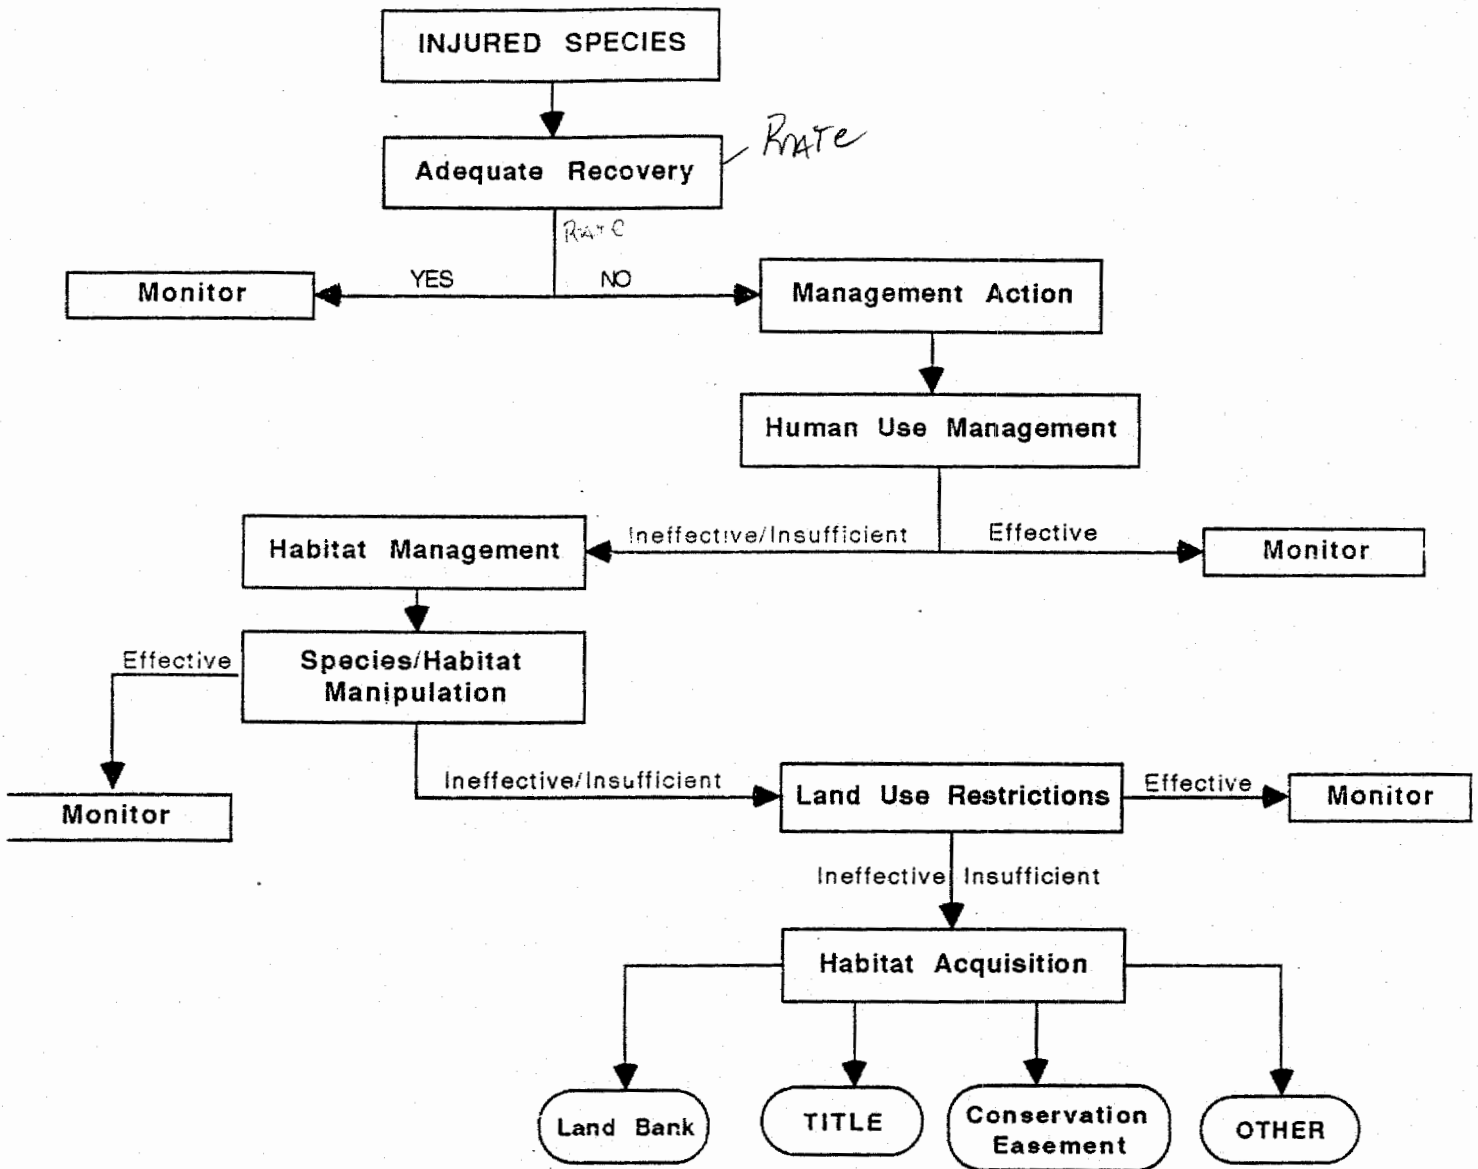 INJURED SPECIES
Adequate Recovery
Rate
Rate
YES
NO
Monitor
Management Action
Human Use Management
Ineffective/Insufficient
Effective
Habitat Management
Monitor
Effective
Species/Habitat
Manipulation
Ineffective/Insufficient
Land Use Restrictions
Effective
Monitor
Monitor
Ineffective
Insufficient
Habitat Acquisition
Land Bank
TITLE
Conservation
Easement
OTHER